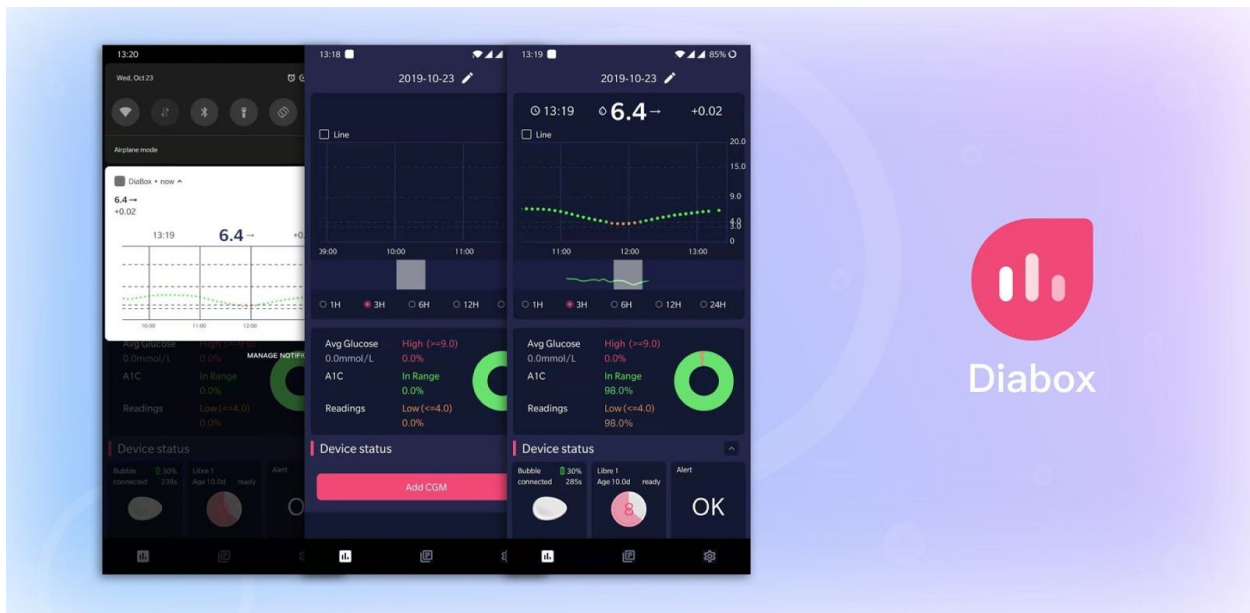 13:20
Wed, Oct 23
Airplane mode
DiaBox • now
6.4→
+0.02
13:19 6.4→ +0.
10:00 11:00 12:00
Avg Glucose High (>=9.0)
0.0mmol/L 0.0%
MANAGE NOTIFIC
A1C In Range
0.0%
Readings Low (<=4.0)
0.0%
Device status
Bubble 30% Libre 1 Alert
connected 238s Age 10.0d ready
O
13:18
2019-10-23
Line
09:00 10:00 11:00
1H 3H 6H 12H
Avg Glucose High (>=9.0)
0.0mmol/L 0.0%
A1C In Range
0.0%
Readings Low (<=4.0)
0.0%
Device status
Add CGM
13:19 85%
2019-10-23
13:19 6.4→ +0.02
Line
20.0
15.0
9.0
4.0
3.0
0
11:00 12:00 13:00
1H 3H 6H 12H 24H
Avg Glucose High (>=9.0)
0.0mmol/L 0.0%
A1C In Range
98.0%
Readings Low (<=4.0)
98.0%
Device status
Bubble 30% Libre 1 Alert
connected 285s Age 10.0d ready
8 OK
Diabox